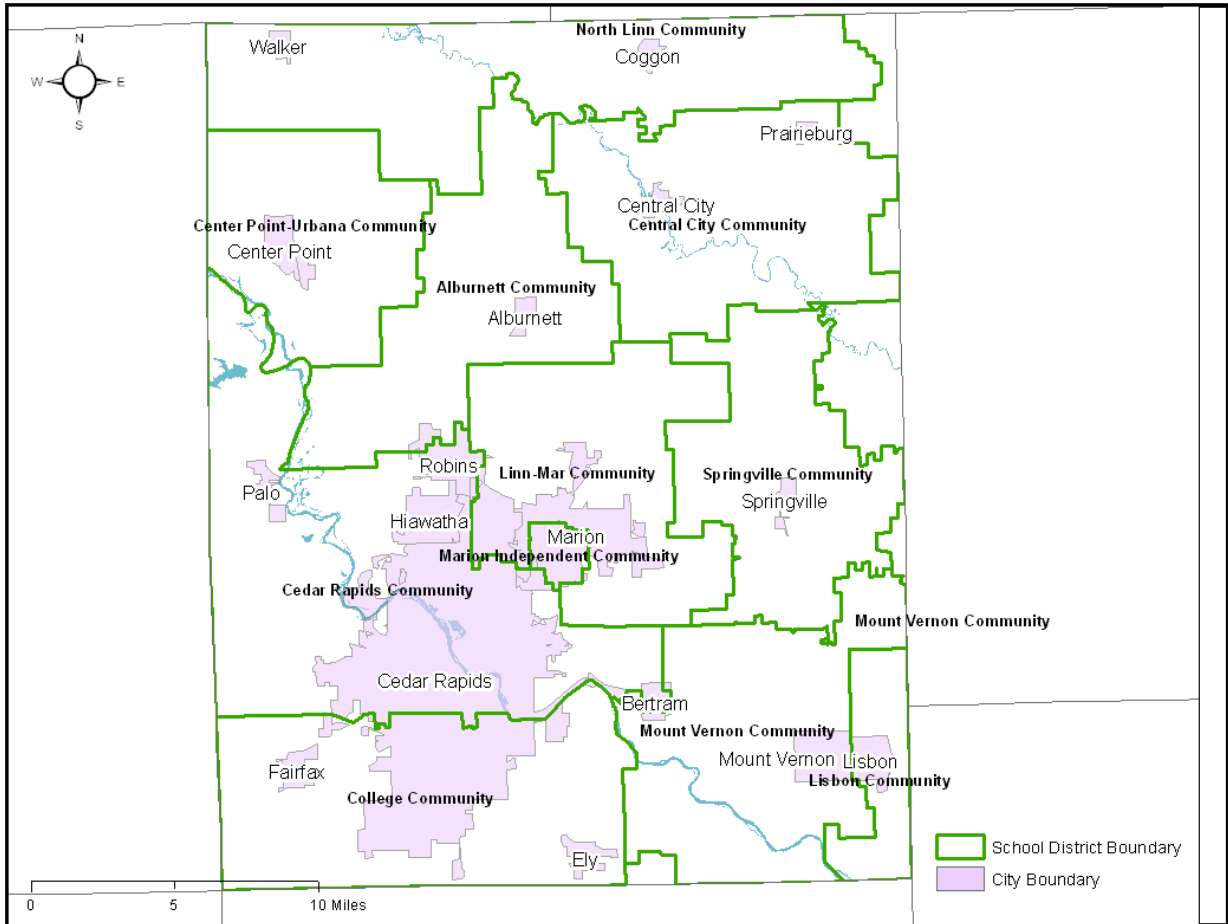 North Linn Community
Walker
Coggon
N
W
E
S
Prairieburg
Central City
Center Point-Urbana Community
Central City Community
Center Point
Alburnett Community
Alburnett
Robins
Linn-Mar Community
Springville Community
Palo
Springville
Hiawatha
Marion
Marion Independent Community
Cedar Rapids Community
Mount Vernon Community
Cedar Rapids
Bertram
Mount Vernon Community
Mount Vernon
Lisbon
Fairfax
Lisbon Community
College Community
Ely
School District Boundary
City Boundary
0
5
10 Miles